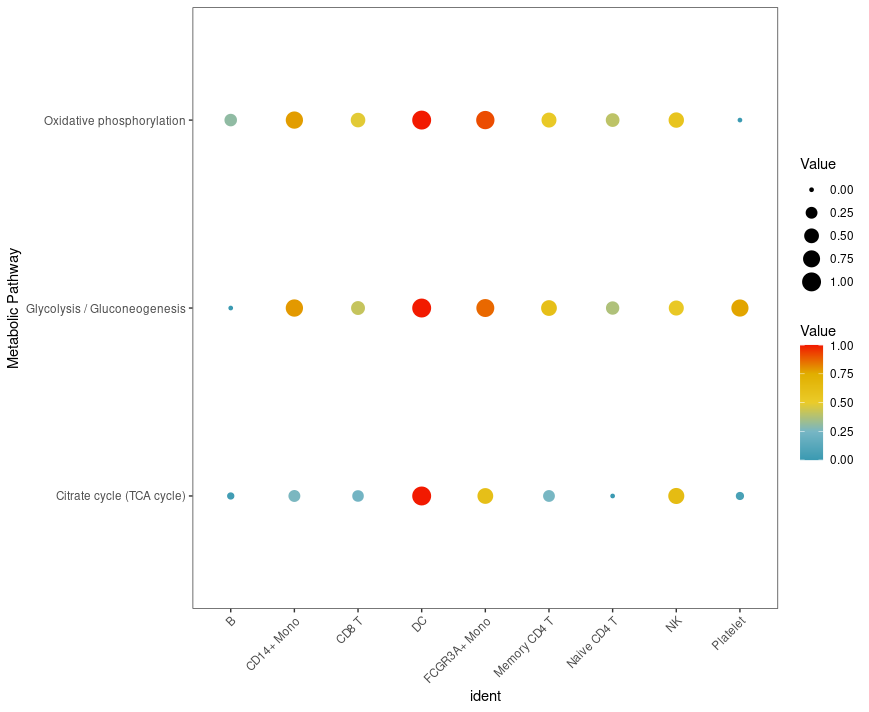 Metabolic Pathway
Oxidative phosphorylation
Glycolysis / Gluconeogenesis
Citrate cycle (TCA cycle)
B
CD14+ Mono
CD8 T
DC
FCGR3A+ Mono
Memory CD4 T
Naive CD4 T
NK
Platelet
ident
Value
0.00
0.25
0.50
0.75
1.00
Value
1.00
0.75
0.50
0.25
0.00